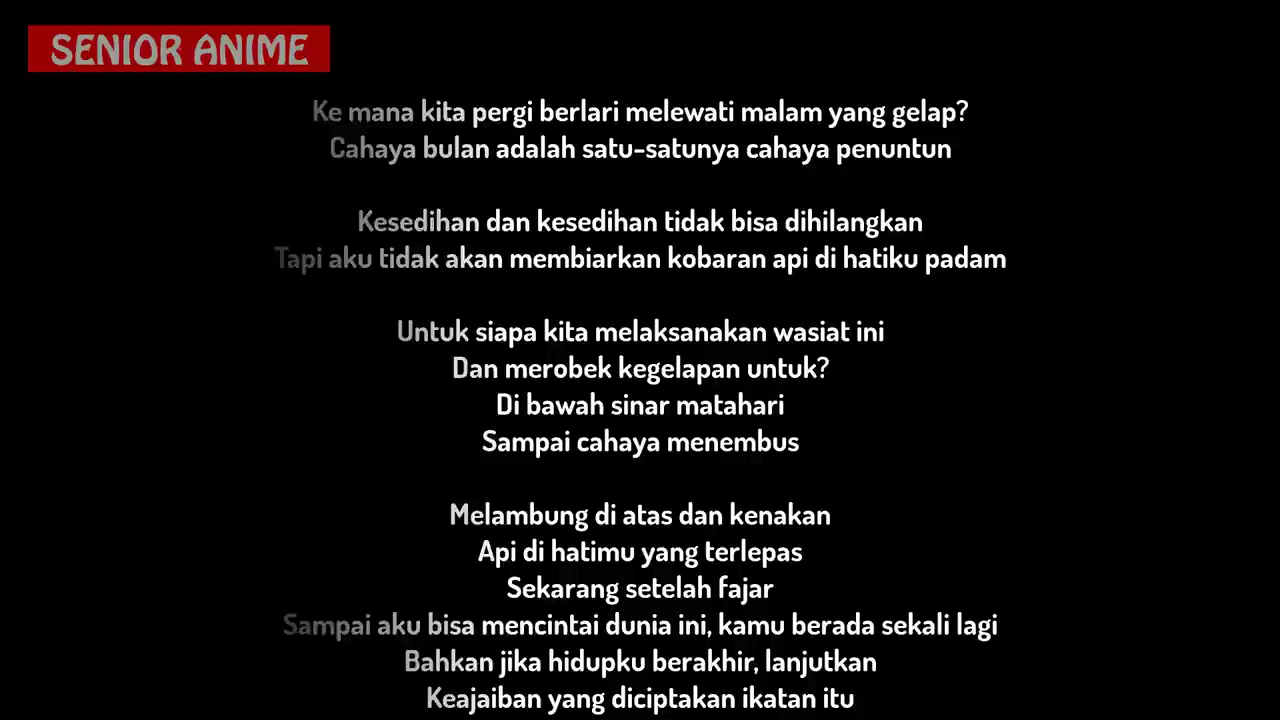 SENIOR ANIME
Ke mana kita pergi berlari melewati malam yang gelap?
Cahaya bulan adalah satu-satunya cahaya penuntun
Kesedihan dan kesedihan tidak bisa dihilangkan
Tapi aku tidak akan membiarkan kobaran api di hatiku padam
Untuk siapa kita melaksanakan wasiat ini
Dan merobek kegelapan untuk?
Di bawah sinar matahari
Sampai cahaya menembus
Melambung di atas dan kenakan
Api di hatimu yang terlepas
Sekarang setelah fajar
Sampai aku bisa mencintai dunia ini, kamu berada sekali lagi
Bahkan jika hidupku berakhir, lanjutkan
Keajaiban yang diciptakan ikatan itu